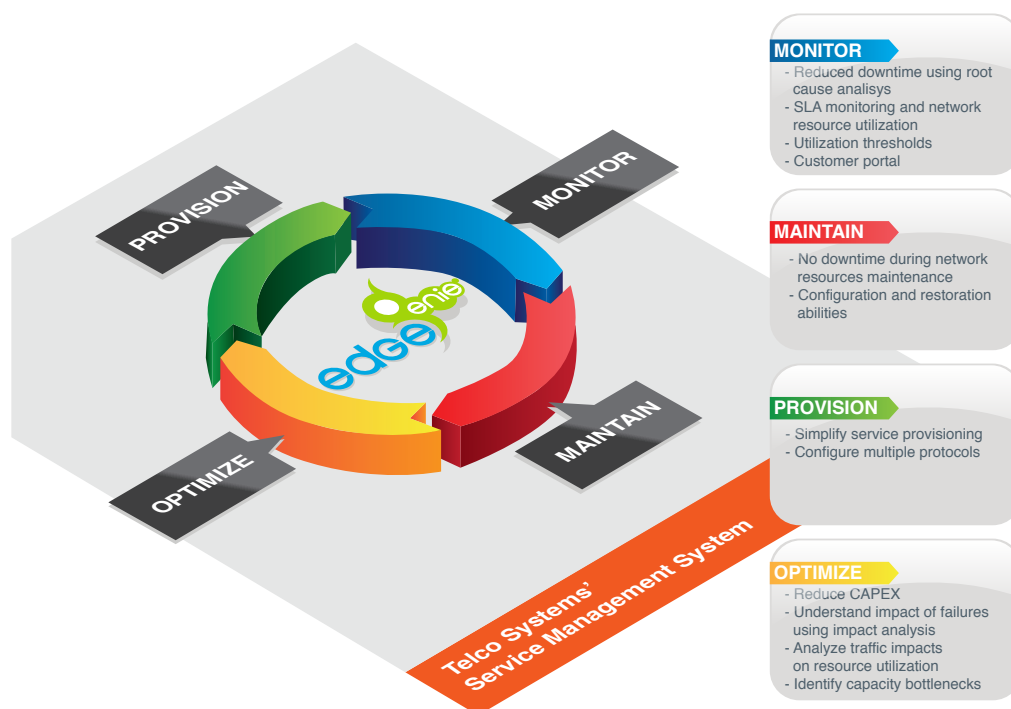 PROVISION
MONITOR
edge
genie
OPTIMIZE
MAINTAIN
Telco Systems’
Service Management System
MONITOR
- Reduced downtime using root
cause analisys
- SLA monitoring and network
resource utilization
- Utilization thresholds
- Customer portal
MAINTAIN
- No downtime during network
resources maintenance
- Configuration and restoration
abilities
PROVISION
- Simplify service provisioning
- Configure multiple protocols
OPTIMIZE
- Reduce CAPEX
- Understand impact of failures
using impact analysis
- Analyze traffic impacts
on resource utilization
- Identify capacity bottlenecks